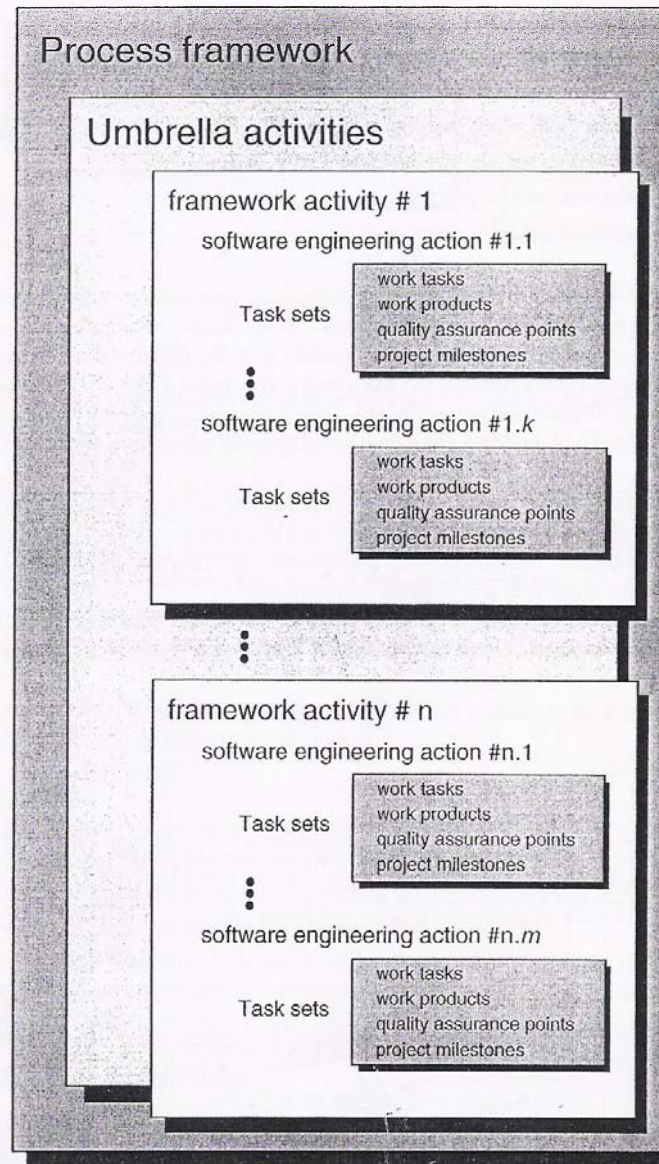 Process framework
Umbrella activities
framework activity # 1
software engineering action #1.1
Task sets
work tasks
work products
quality assurance points
project milestones
software engineering action #1.k
Task sets
work tasks
work products
quality assurance points
project milestones
framework activity # n
software engineering action #n.1
Task sets
work tasks
work products
quality assurance points
project milestones
software engineering action #n.m
Task sets
work tasks
work products
quality assurance points
project milestones